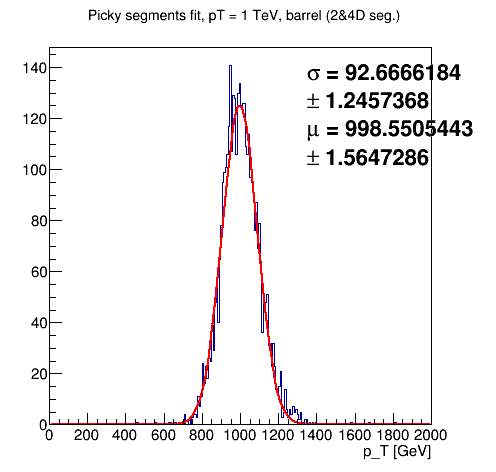 Picky segments fit, pT = 1 TeV, barrel (2&4D seg.)
σ = 92.6666184
± 1.2457368
μ = 998.5505443
± 1.5647286
140
120
100
80
60
40
20
0
0 200 400 600 800 1000 1200 1400 1600 1800 2000
p_T [GeV]